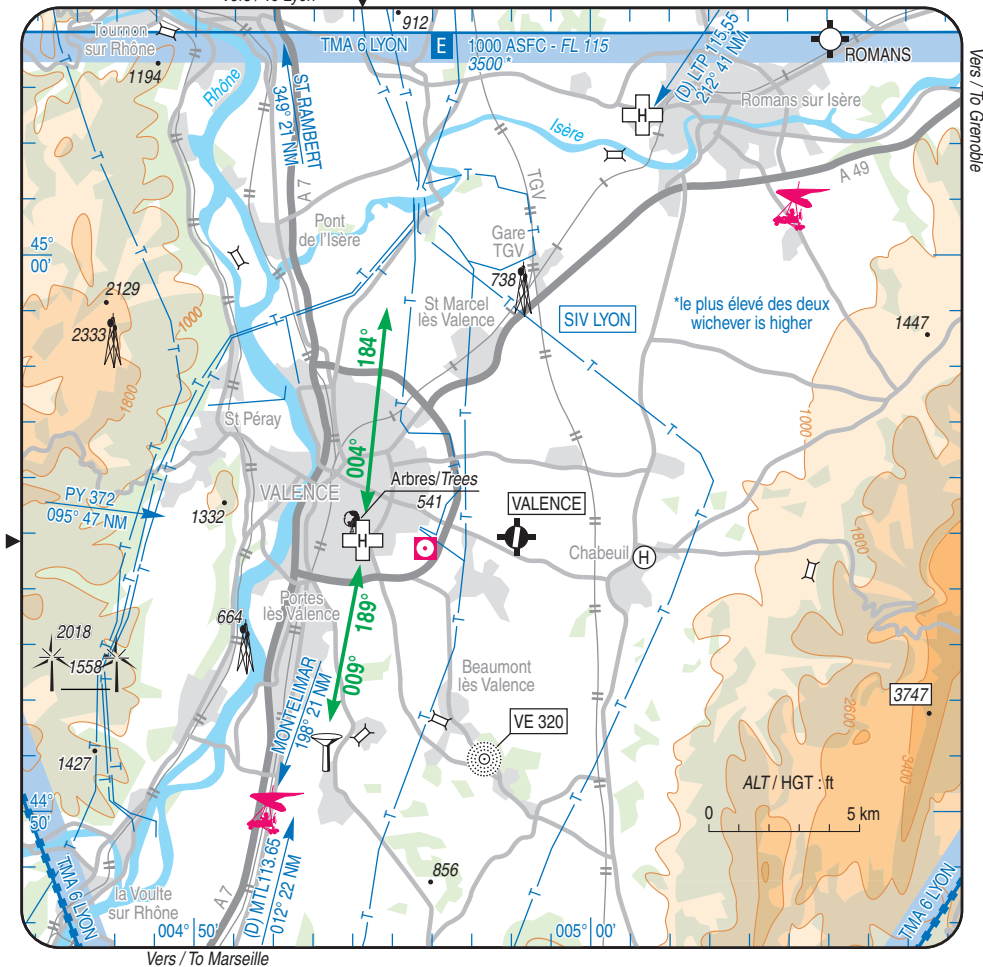 Vers / To Lyon
912
Tournon
sur Rhône
1194
TMA 6 LYON
E
1000 ASFC - FL 115
3500 *
(D) LTP 115.55
212° 41 NM
ROMANS
Vers / To Grenoble
Rhône
ST RAMBERT
349° 21 NM
Romans sur Isère
H
Isère
A 7
TGV
A 49
Pont
de l'Isère
Gare
TGV
45°
00'
738
2129
1000
2333
St Marcel
lès Valence
SIV LYON
*le plus élevé des deux
wichever is higher
1447
184°
1800
St Péray
004°
1000
Arbres/Trees
541
VALENCE
VALENCE
PY 372
095° 47 NM
1332
H
Chabeuil
H
1800
Portes
lès Valence
189°
664
2018
1558
009°
Beaumont
lès Valence
MONTELIMAR
198° 21 NM
VE 320
3747
2600
1427
3400
ALT / HGT : ft
0
5 km
44°
50'
(D) MTL113.65
012° 22 NM
856
TMA 6 LYON
la Voulte
sur Rhône
A 7
TMA 6 LYON
004° 50'
005° 00'
Vers / To Marseille